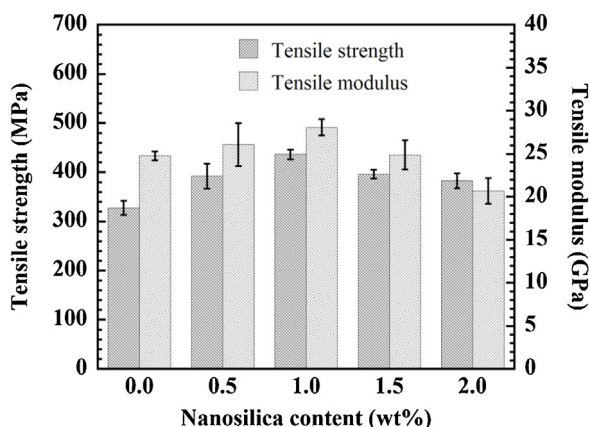 700
600
500
400
300
200
100
0
Tensile strength (MPa)
Tensile strength
Tensile modulus
40
35
30
25
20
15
10
5
0
Tensile modulus (GPa)
0.0 0.5 1.0 1.5 2.0
Nanosilica content (wt%)